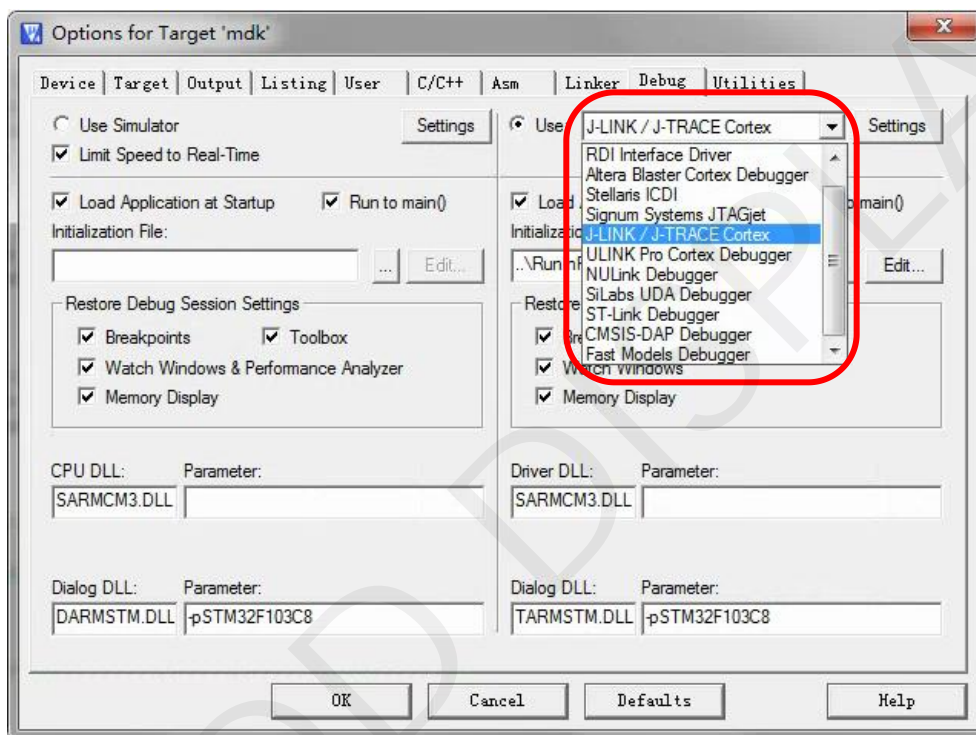 Options for Target 'mdk'
Device Target Output Listing User C/C++ Asm Linker Debug Utilities
Use Simulator
Settings
Limit Speed to Real-Time
Load Application at Startup
Run to main()
Initialization File:
...
Edit...
Restore Debug Session Settings
Breakpoints
Toolbox
Watch Windows & Performance Analyzer
Memory Display
CPU DLL:
Parameter:
SARMCM3.DLL
Dialog DLL:
Parameter:
DARMSTM.DLL
-pSTM32F103C8
Use
J-LINK / J-TRACE Cortex
Settings
RDI Interface Driver
Altera Blaster Cortex Debugger
Stellaris ICDI
Signum Systems JTAGjet
J-LINK / J-TRACE Cortex
ULINK Pro Cortex Debugger
NULink Debugger
SiLabs UDA Debugger
ST-Link Debugger
CMSIS-DAP Debugger
Fast Models Debugger
main()
Edit...
Watch Windows
Memory Display
Driver DLL:
Parameter:
SARMCM3.DLL
Dialog DLL:
Parameter:
TARMSTM.DLL
-pSTM32F103C8
OK
Cancel
Defaults
Help